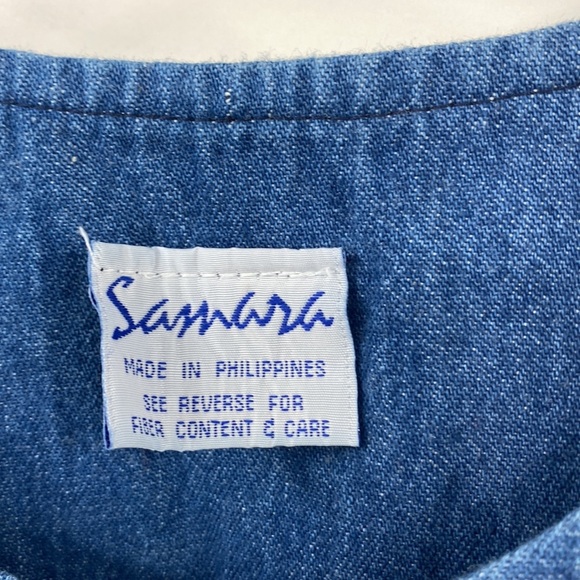 Samara
MADE IN PHILIPPINES
SEE REVERSE FOR
FIBER CONTENT & CARE